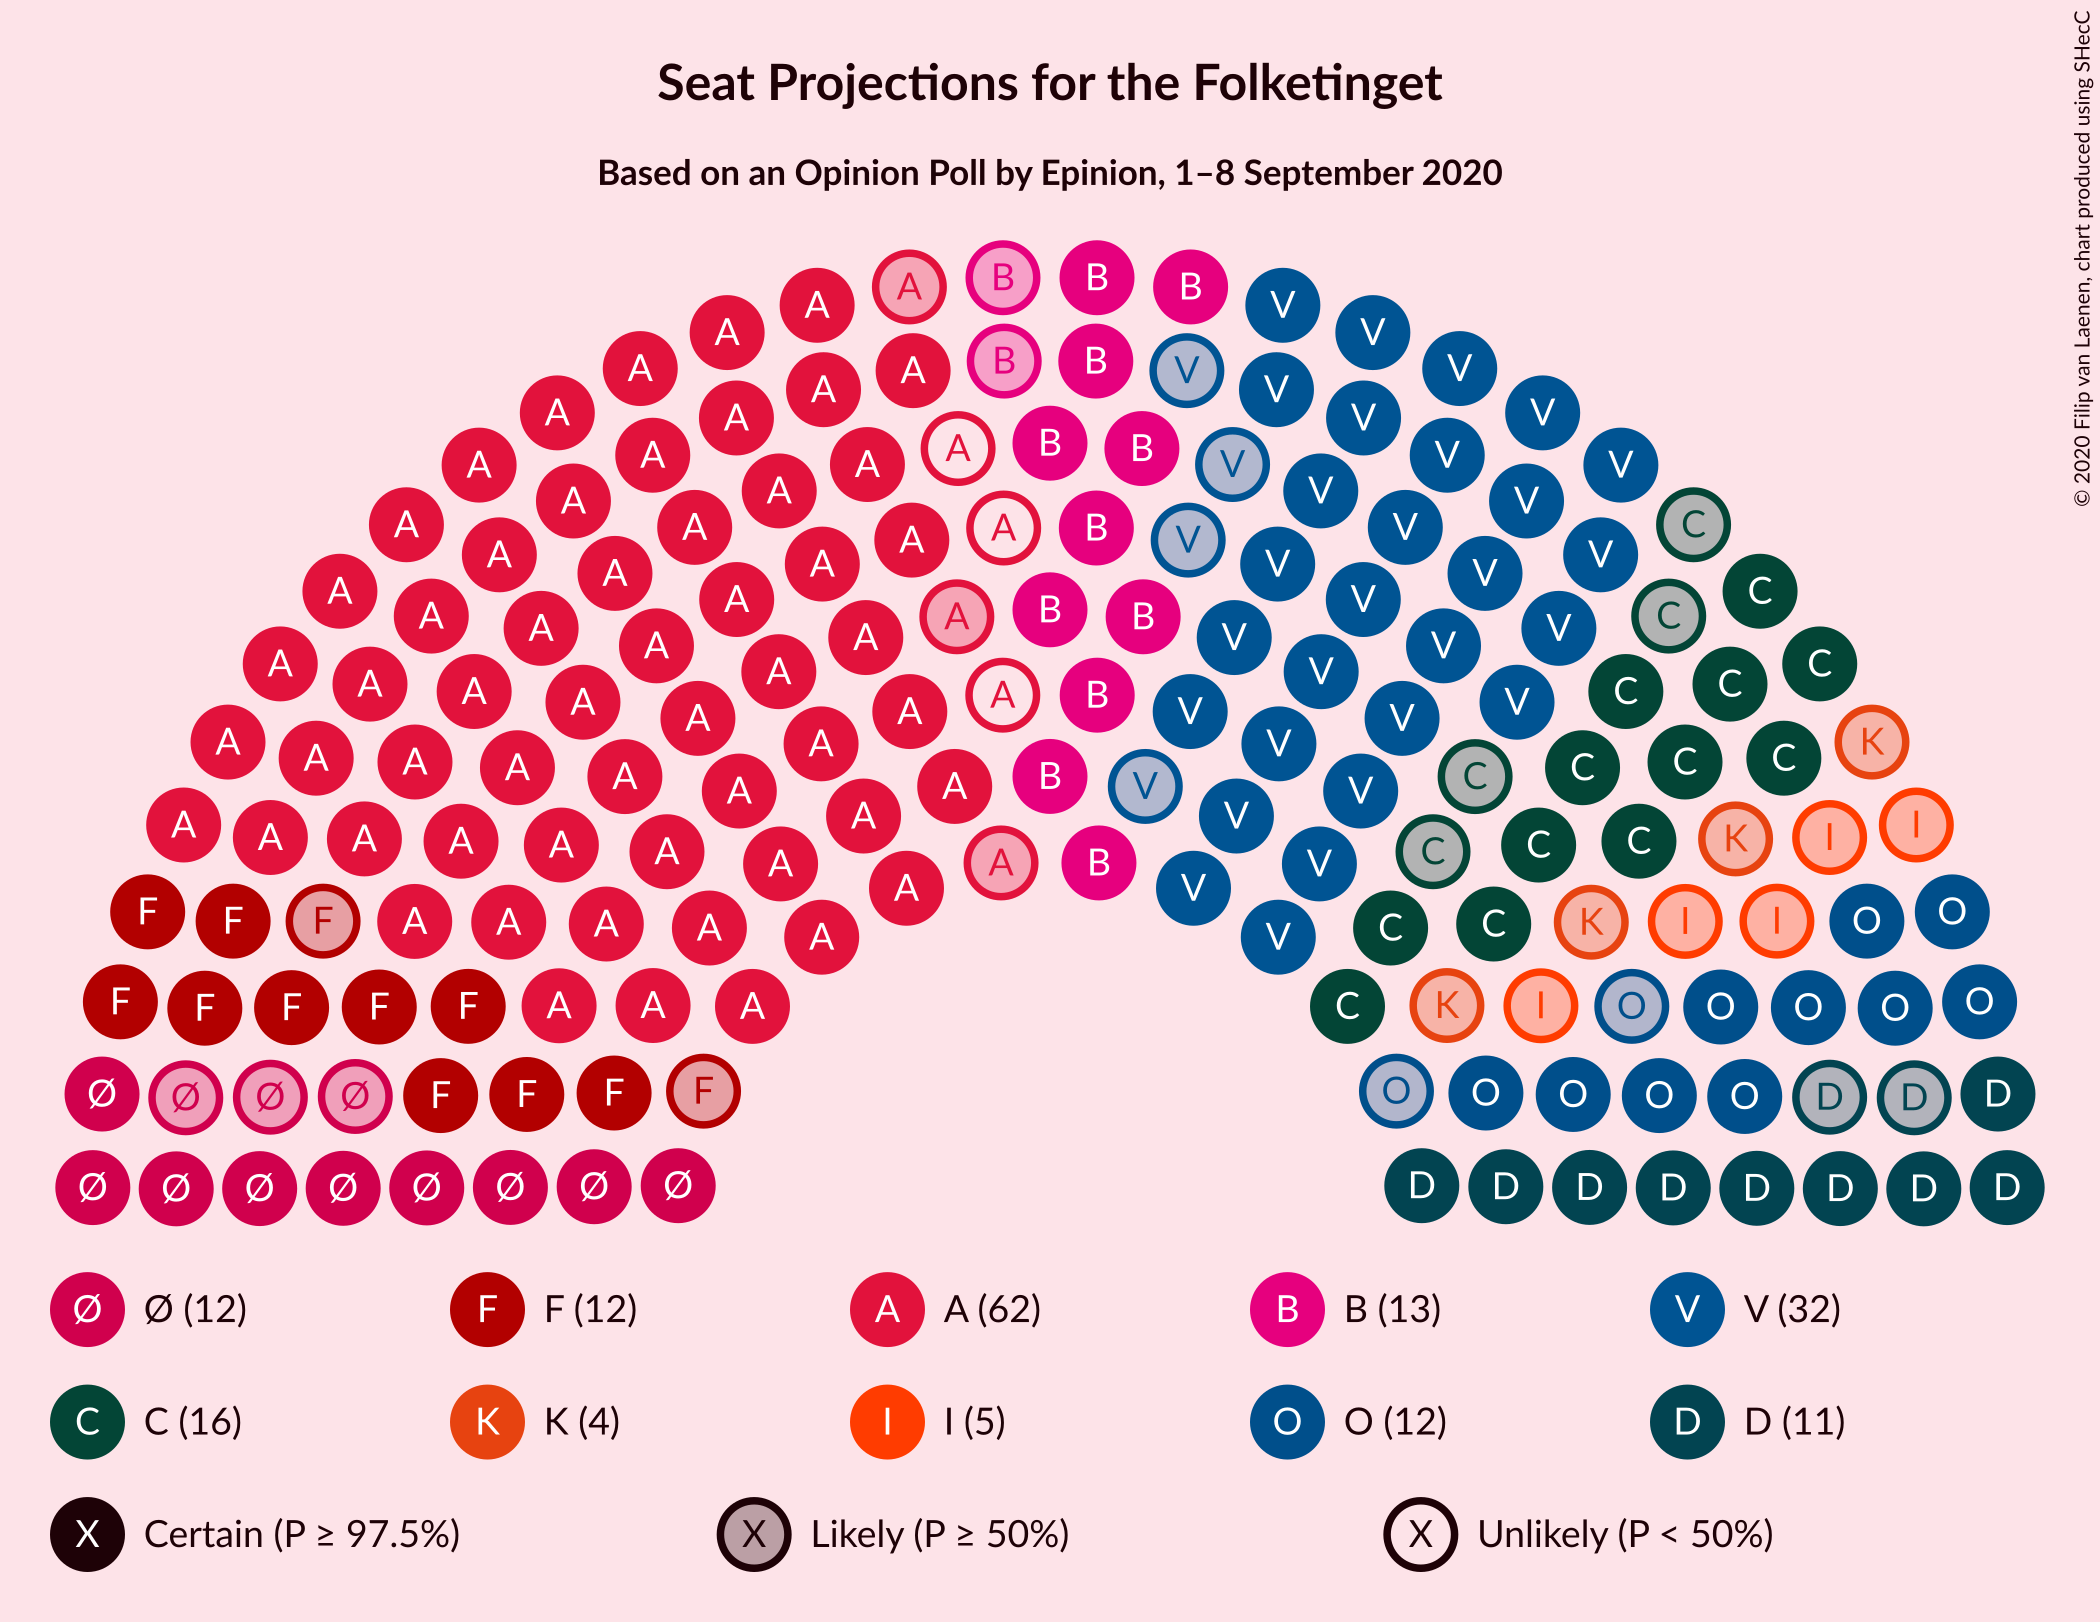 Seat Projections for the Folketinget
Based on an Opinion Poll by Epinion, 1–8 September 2020
© 2020 Filip van Laenen, chart produced using SHecC
A A B B B V V
A A A B B V V V V
A A A A A B B V V V V V
A A A A A B V V V V V C
A A A A A A B B V V V V V C C
A A A A A A A B V V V V V C C C
A A A A A A A A B V V V V C C C C K
A A A A A A A A A B V V V C C C K I I
F F F A A A A A V C C K I I O O
F F F F F A A A C K I O O O O O
Ø Ø Ø Ø F F F F O O O O O D D D
Ø Ø Ø Ø Ø Ø Ø Ø D D D D D D D D
Ø Ø (12) F F (12) A A (62) B B (13) V V (32)
C C (16) K K (4) I I (5) O O (12) D D (11)
X Certain (P ≥ 97.5%) X Likely (P ≥ 50%) X Unlikely (P < 50%)